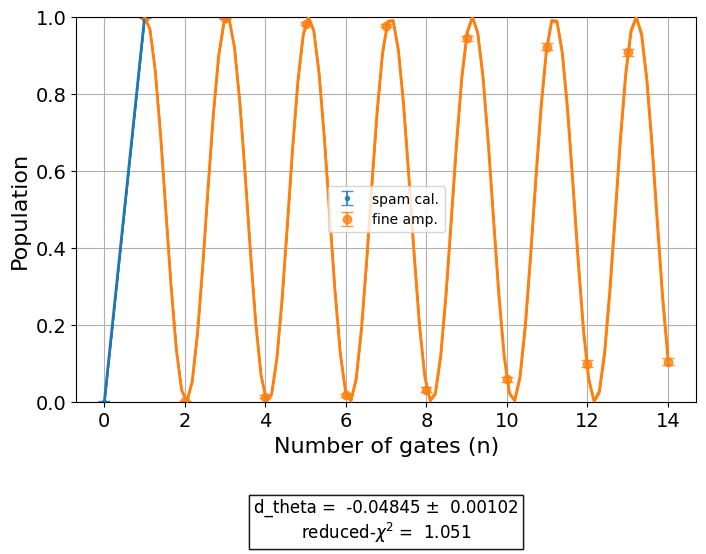 1.0
0.8
0.6
0.4
0.2
0.0
Population
spam cal.
fine amp.
0 2 4 6 8 10 12 14
Number of gates (n)
d_theta = -0.04845 ± 0.00102
reduced-χ² = 1.051